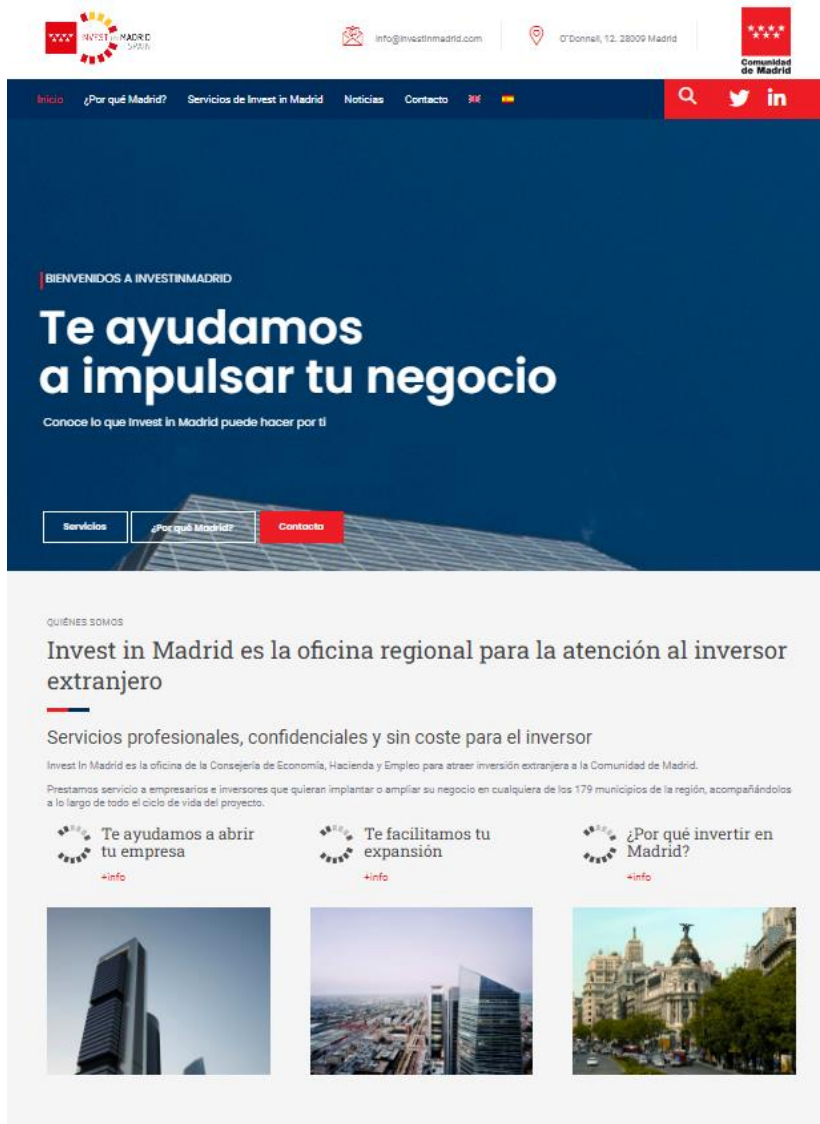 INVEST in MADRID
SPAIN
info@investinmadrid.com
O'Donnell, 12. 28009 Madrid
Comunidad
de Madrid
Inicio ¿Por qué Madrid? Servicios de Invest in Madrid Noticias Contacto
in
BIENVENIDOS A INVESTINMADRID
Te ayudamos
a impulsar tu negocio
Conoce lo que Invest in Madrid puede hacer por ti
Servicios ¿Por qué Madrid? Contacto
QUIÉNES SOMOS
Invest in Madrid es la oficina regional para la atención al inversor
extranjero
Servicios profesionales, confidenciales y sin coste para el inversor
Invest In Madrid es la oficina de la Consejería de Economía, Hacienda y Empleo para atraer inversión extranjera a la Comunidad de Madrid.
Prestamos servicio a empresarios e inversores que quieran implantar o ampliar su negocio en cualquiera de los 179 municipios de la región, acompañándolos
a lo largo de todo el ciclo de vida del proyecto.
Te ayudamos a abrir
tu empresa
+info
Te facilitamos tu
expansión
+info
¿Por qué invertir en
Madrid?
+info